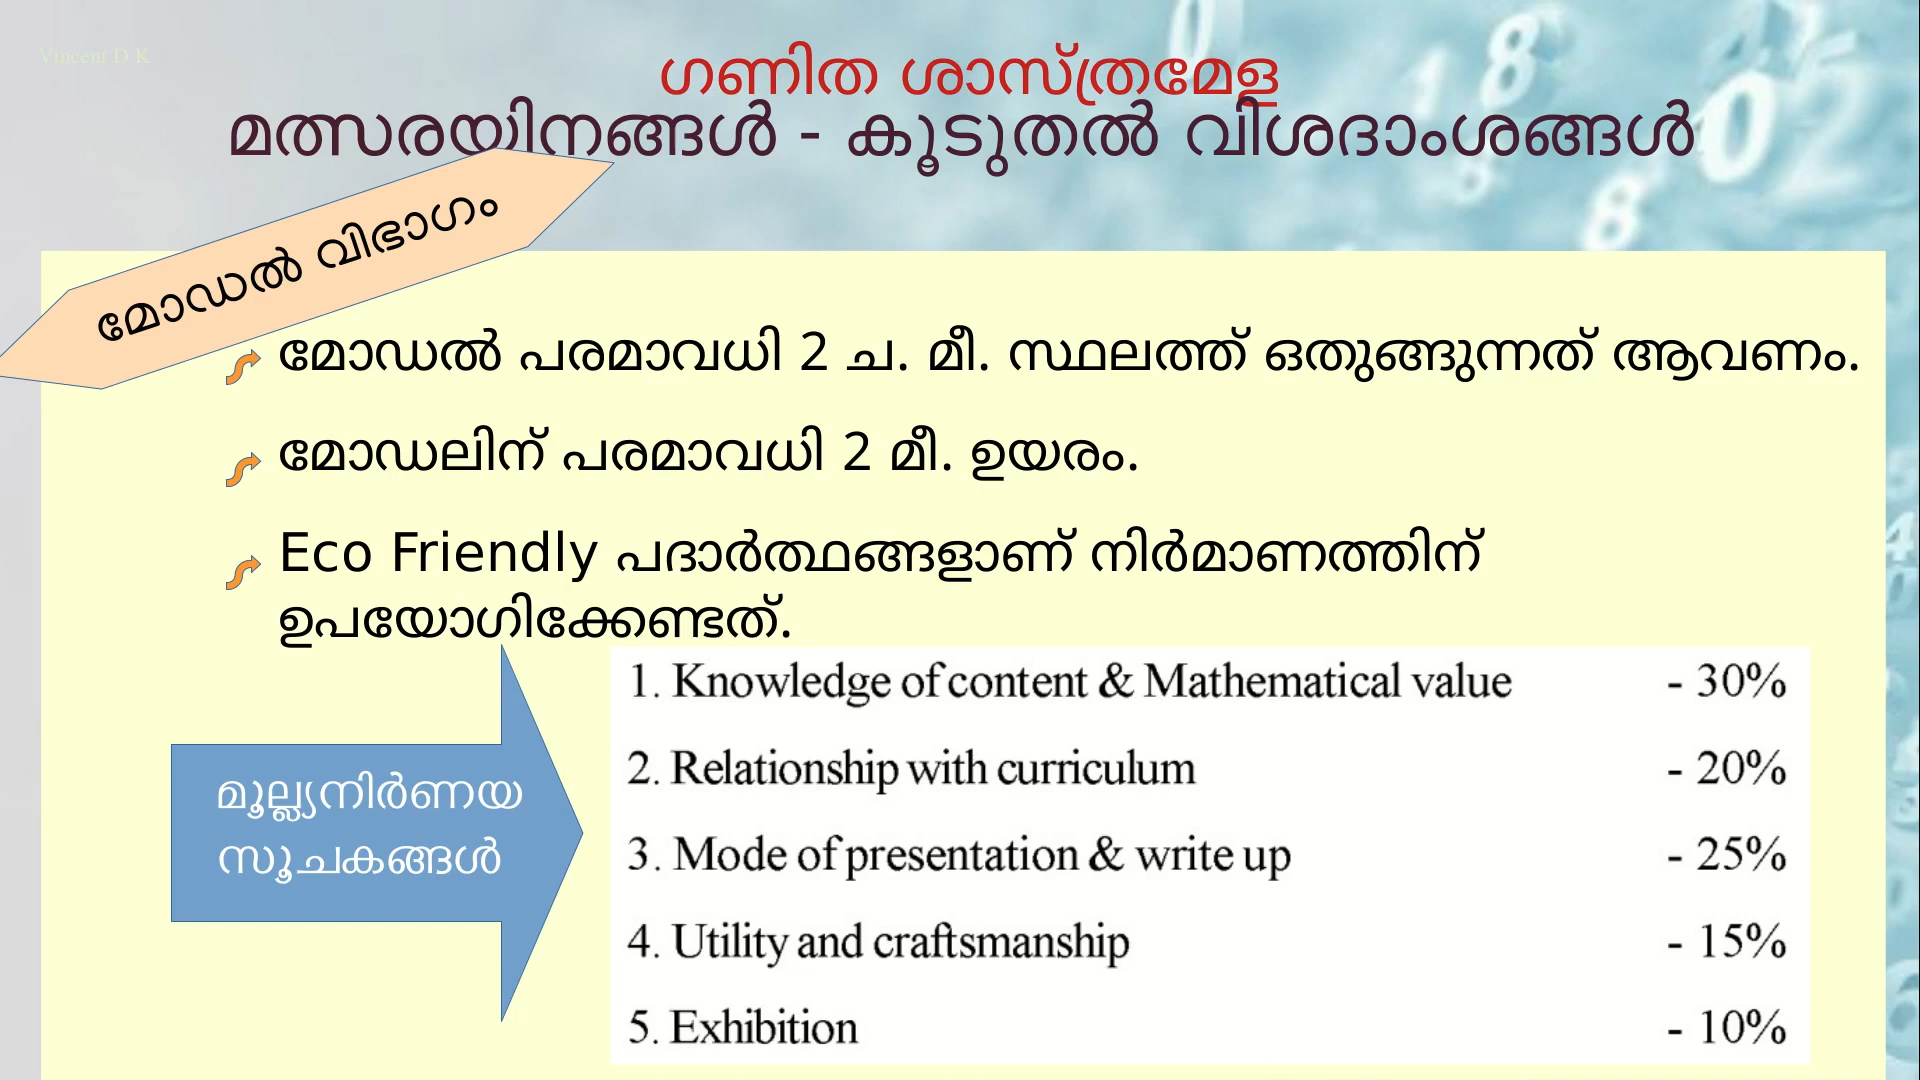 Vincent D K
ഗണിത ശാസ്ത്രമേള
മത്സരയിനങ്ങൾ - കൂടുതൽ വിശദാംശങ്ങൾ
മോഡൽ വിഭാഗം
മോഡൽ പരമാവധി 2 ച. മീ. സ്ഥലത്ത് ഒതുങ്ങുന്നത് ആവണം.
മോഡലിന് പരമാവധി 2 മീ. ഉയരം.
Eco Friendly പദാർത്ഥങ്ങളാണ് നിർമാണത്തിന്
ഉപയോഗിക്കേണ്ടത്.
മൂല്ല്യനിർണയ
സൂചകങ്ങൾ
1. Knowledge of content & Mathematical value - 30%
2. Relationship with curriculum - 20%
3. Mode of presentation & write up - 25%
4. Utility and craftsmanship - 15%
5. Exhibition - 10%